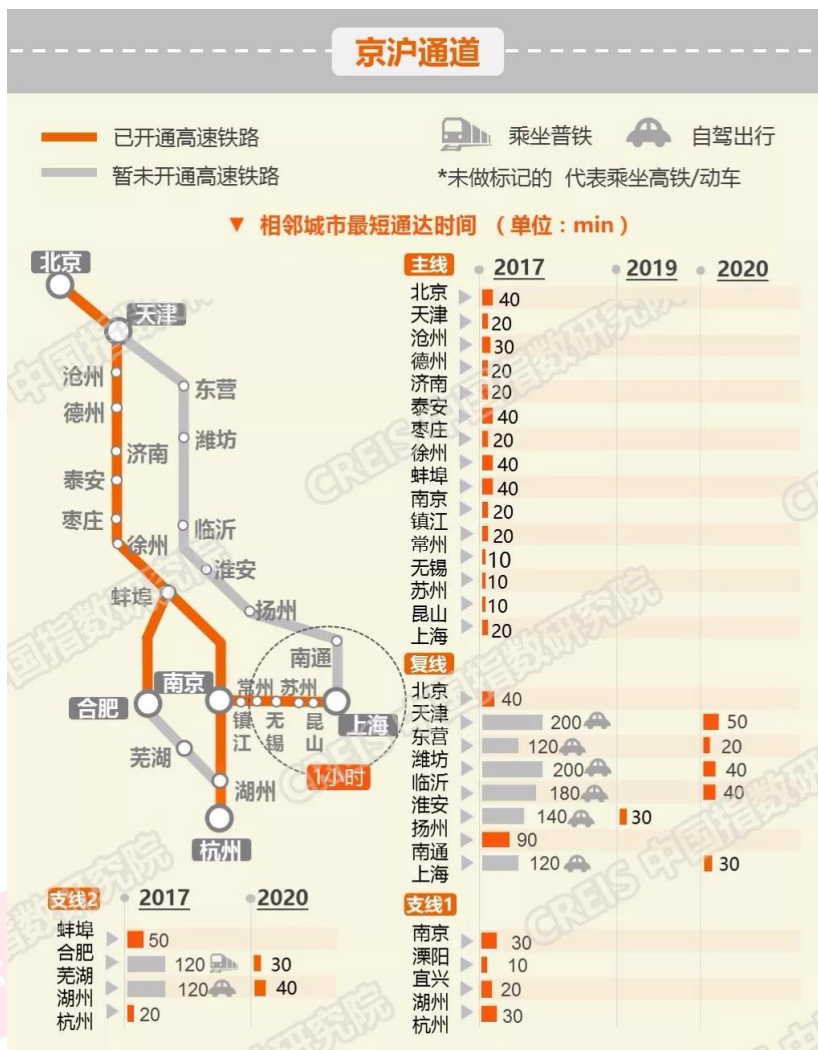 京沪通道
已开通高速铁路
乘坐普铁
自驾出行
暂未开通高速铁路
*未做标记的 代表乘坐高铁/动车
▼ 相邻城市最短通达时间 （单位：min）
北京
天津
沧州
东营
德州
潍坊
济南
泰安
枣庄
临沂
徐州
淮安
蚌埠
扬州
南通
南京
常州 苏州
合肥
镇江
无锡
昆山
上海
芜湖
1小时
湖州
杭州
主线 2017 2019 2020
北京
40
天津
20
沧州
30
德州
20
济南
20
泰安
40
枣庄
20
徐州
40
蚌埠
40
南京
20
镇江
20
常州
10
无锡
10
苏州
10
昆山
20
上海
复线
北京
40
天津
200 50
东营
120 20
潍坊
200 40
临沂
180 40
淮安
140 30
扬州
90
南通
120 30
上海
支线2 2017 2020
蚌埠
50
合肥
120 30
芜湖
120 40
湖州
20
杭州
支线1
南京
30
溧阳
10
宜兴
20
湖州
30
杭州
CREIS 中国指数研究院